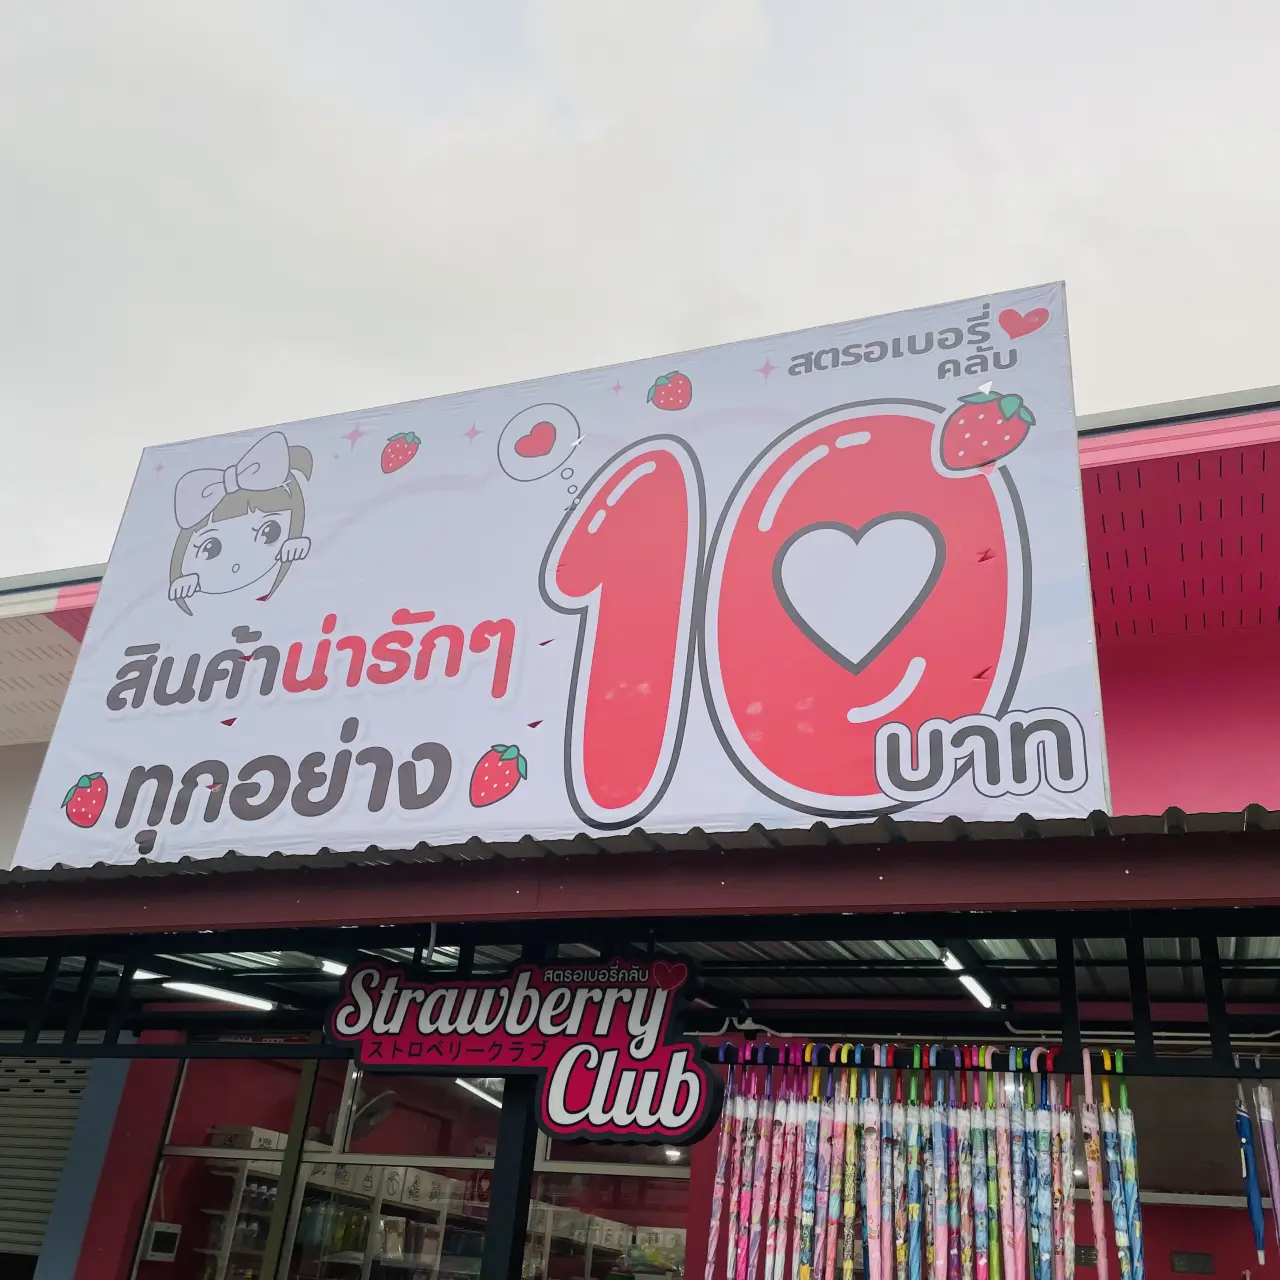 สตรอเบอรี่
คลับ
สินค้าน่ารักๆ
ทุกอย่าง
10
บาท
สตรอเบอรี่คลับ
Strawberry
ストロベリークラブ
Club